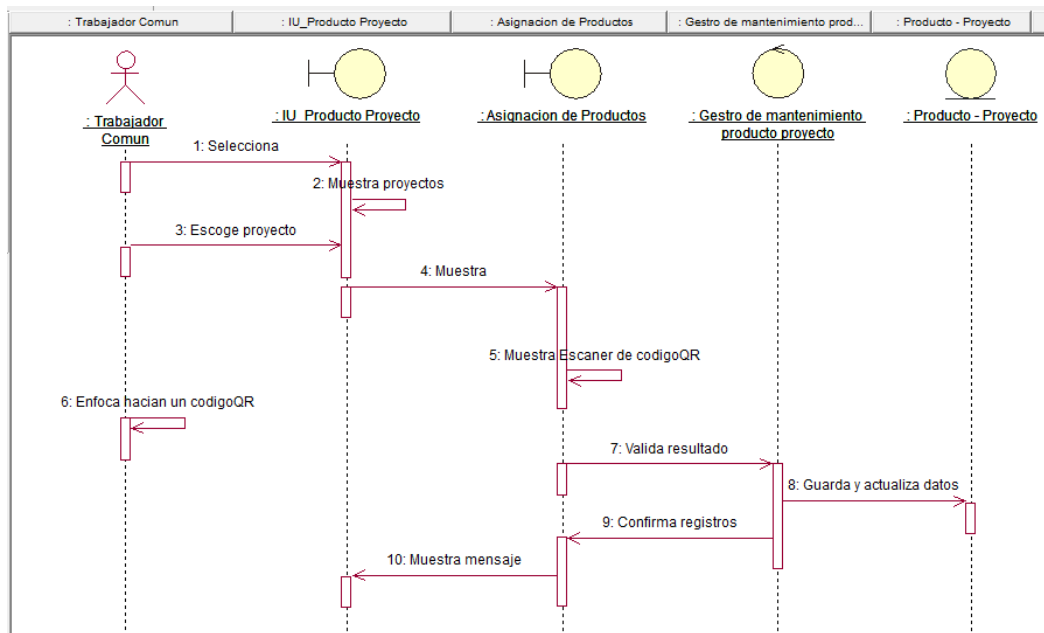 : Trabajador Comun
: IU_Producto Proyecto
: Asignacion de Productos
: Gestro de mantenimiento prod...
: Producto - Proyecto
: Trabajador
Comun
: IU_Producto Proyecto
: Asignacion de Productos
: Gestro de mantenimiento
producto proyecto
: Producto - Proyecto
1: Selecciona
2: Muestra proyectos
3: Escoge proyecto
4: Muestra
5: Muestra Escaner de codigoQR
6: Enfoca hacian un codigoQR
7: Valida resultado
8: Guarda y actualiza datos
9: Confirma registros
10: Muestra mensaje